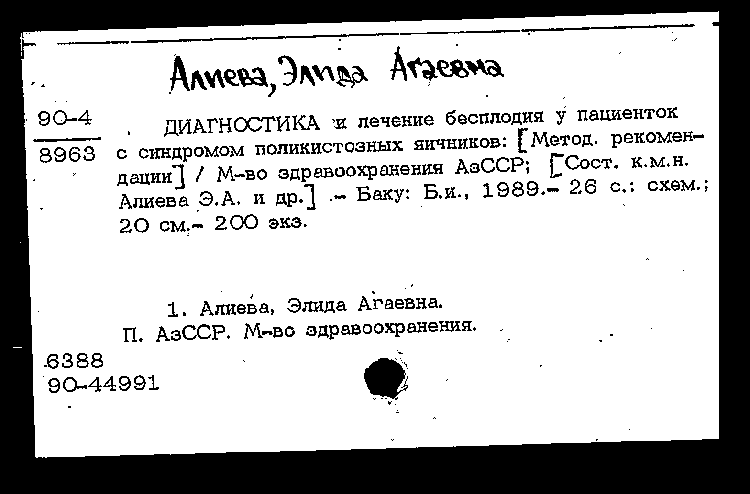 Алиева, Элида Агаевна
90-4
8963
ДИАГНОСТИКА и лечение бесплодия у пациенток
с синдромом поликистозных яичников: [Метод. рекомен-
дации] / М-во здравоохранения АзССР; [Сост. к.м.н.
Алиева Э.А. и др.] .- Баку: Б.и., 1989.- 26 с.: схем.;
20 см.- 200 экз.
1. Алиева, Элида Агаевна.
П. АзССР. М-во здравоохранения.
6388
90-44991